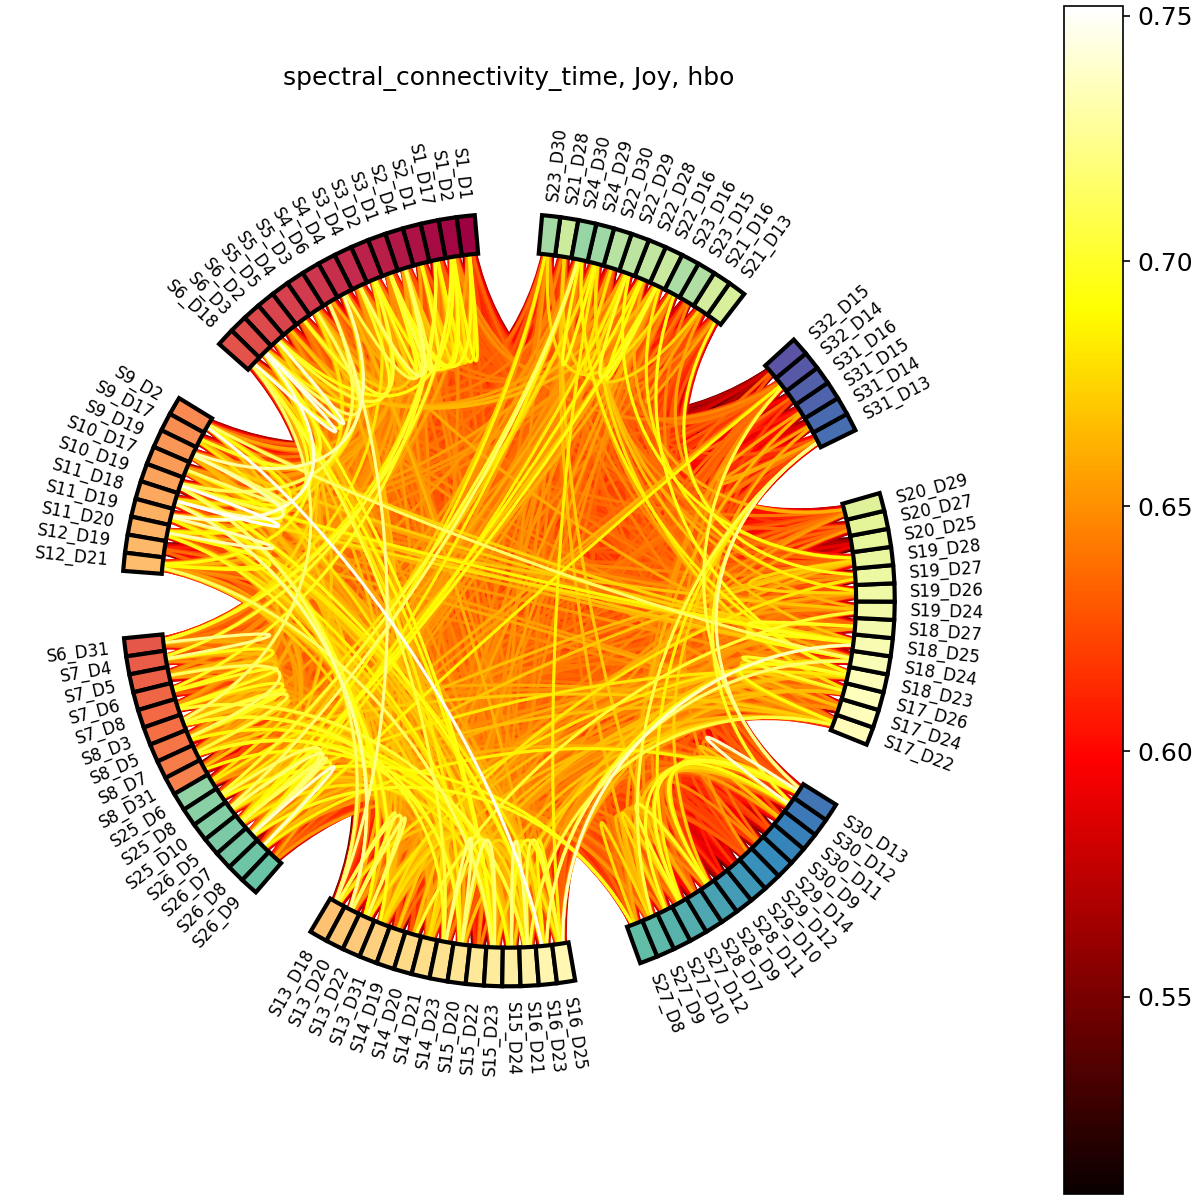 spectral_connectivity_time, Joy, hbo
0.75
0.70
0.65
0.60
0.55
S1_D1
S1_D2
S1_D17
S2_D1
S2_D4
S3_D1
S3_D2
S3_D4
S4_D4
S4_D6
S5_D3
S5_D4
S5_D5
S6_D2
S6_D3
S6_D18
S9_D2
S9_D17
S9_D19
S10_D17
S10_D19
S11_D18
S11_D19
S11_D20
S12_D19
S12_D21
S6_D31
S7_D4
S7_D5
S7_D6
S7_D8
S8_D3
S8_D5
S8_D7
S8_D31
S25_D6
S25_D8
S25_D10
S26_D5
S26_D7
S26_D8
S26_D9
S13_D18
S13_D20
S13_D22
S13_D31
S14_D19
S14_D20
S14_D21
S14_D23
S15_D20
S15_D22
S15_D23
S15_D24
S16_D21
S16_D23
S16_D25
S27_D8
S27_D9
S27_D10
S27_D12
S28_D7
S28_D9
S28_D11
S29_D10
S29_D12
S29_D14
S30_D9
S30_D11
S30_D12
S30_D13
S17_D22
S17_D24
S17_D26
S18_D23
S18_D24
S18_D25
S18_D27
S19_D24
S19_D26
S19_D27
S19_D28
S20_D25
S20_D27
S20_D29
S31_D13
S31_D14
S31_D15
S31_D16
S32_D14
S32_D15
S21_D13
S21_D16
S23_D15
S23_D16
S22_D16
S22_D28
S22_D29
S22_D30
S24_D29
S24_D30
S21_D28
S23_D30